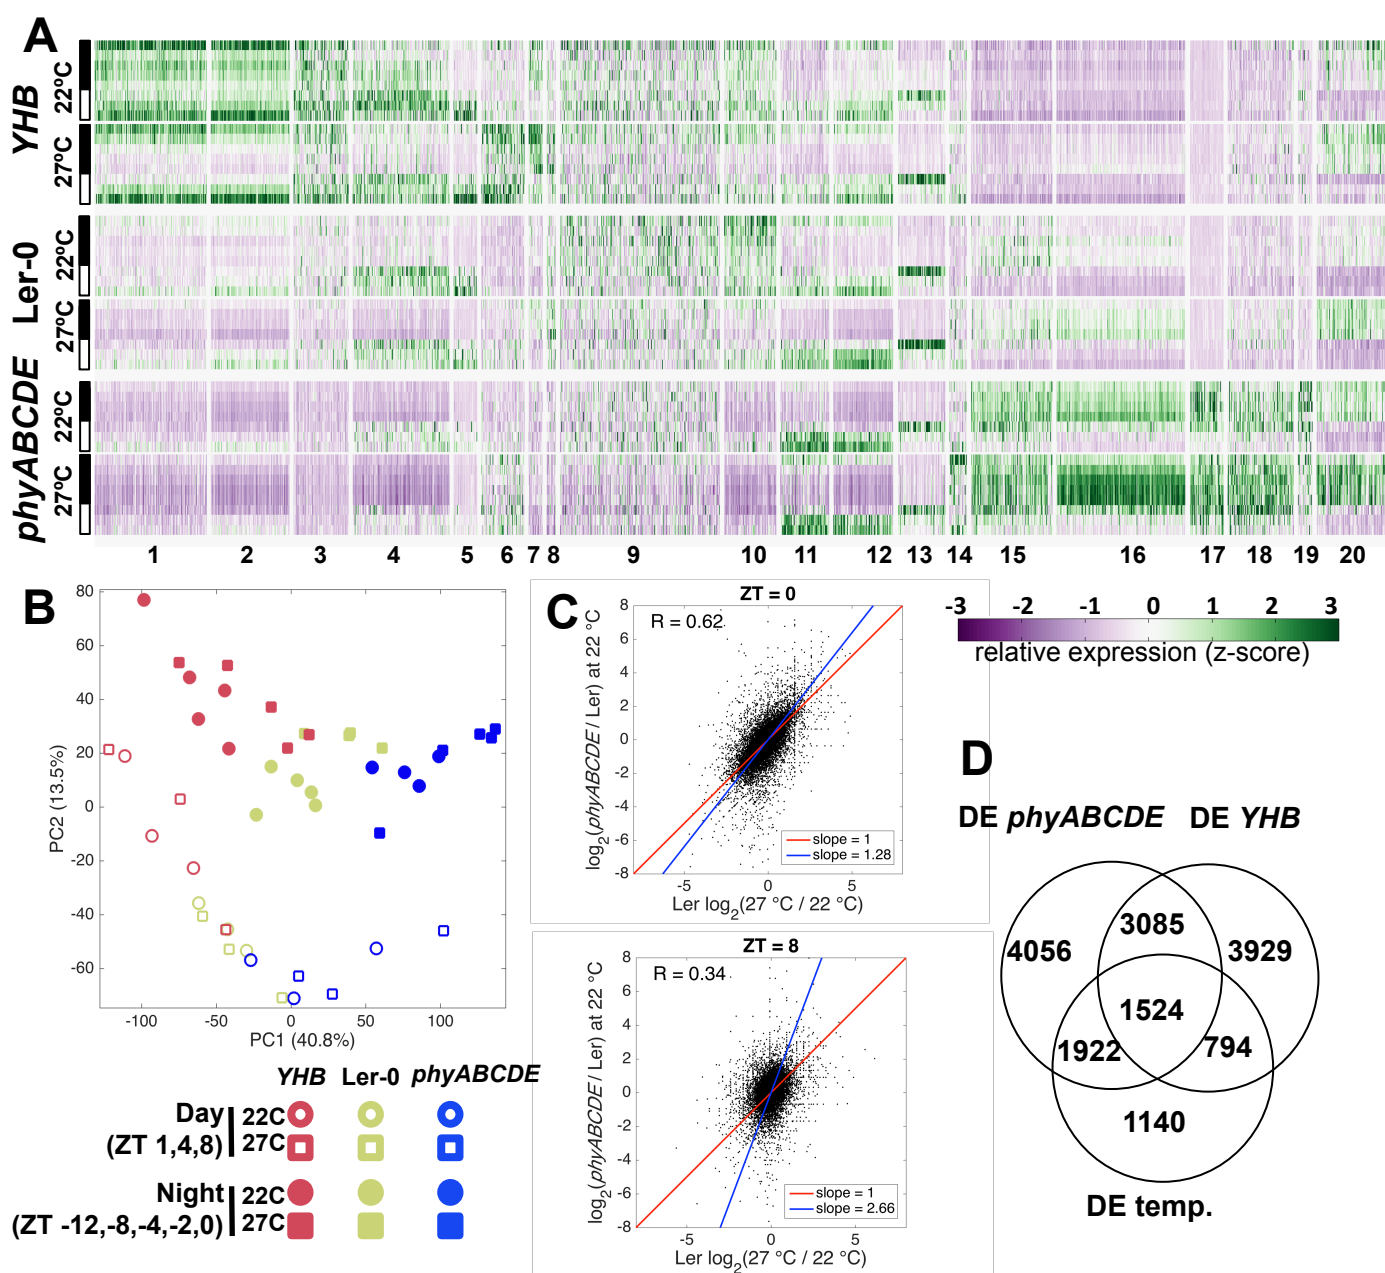 A
YHB
22ºC
27ºC
Ler-0
22ºC
27ºC
phyABCDE
22ºC
27ºC
1 2 3 4 5 6 7 8 9 10 11 12 13 14 15 16 17 18 19 20
-3 -2 -1 0 1 2 3
relative expression (z-score)
B
80
60
40
20
0
-20
-40
-60
PC2 (13.5%)
-100 -50 0 50 100
PC1 (40.8%)
YHB Ler-0 phyABCDE
Day
(ZT 1,4,8)
22C
27C
Night
(ZT -12,-8,-4,-2,0)
22C
27C
C
ZT = 0
R = 0.62
8
6
4
2
0
-2
-4
-6
-8
log2(phyABCDE / Ler) at 22 °C
slope = 1
slope = 1.28
-5 0 5
Ler log2(27 °C / 22 °C)
ZT = 8
R = 0.34
8
6
4
2
0
-2
-4
-6
-8
log2(phyABCDE / Ler) at 22 °C
slope = 1
slope = 2.66
-5 0 5
Ler log2(27 °C / 22 °C)
D
DE phyABCDE DE YHB
3085
4056 3929
1524
1922 794
1140
DE temp.